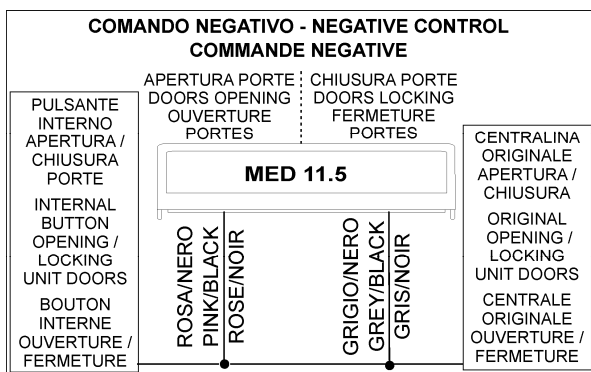 COMANDO NEGATIVO - NEGATIVE CONTROL
COMMANDE NEGATIVE
APERTURA PORTE
DOORS OPENING
OUVERTURE
PORTES
CHIUSURA PORTE
DOORS LOCKING
FERMETURE
PORTES
PULSANTE
INTERNO
APERTURA /
CHIUSURA
PORTE
INTERNAL
BUTTON
OPENING /
LOCKING
UNIT DOORS
BOUTON
INTERNE
OUVERTURE /
FERMETURE
MED 11.5
ROSA/NERO
PINK/BLACK
ROSE/NOIR
GRIGIO/NERO
GREY/BLACK
GRIS/NOIR
CENTRALINA
ORIGINALE
APERTURA /
CHIUSURA
ORIGINAL
OPENING /
LOCKING
UNIT DOORS
CENTRALE
ORIGINALE
OUVERTURE /
FERMETURE